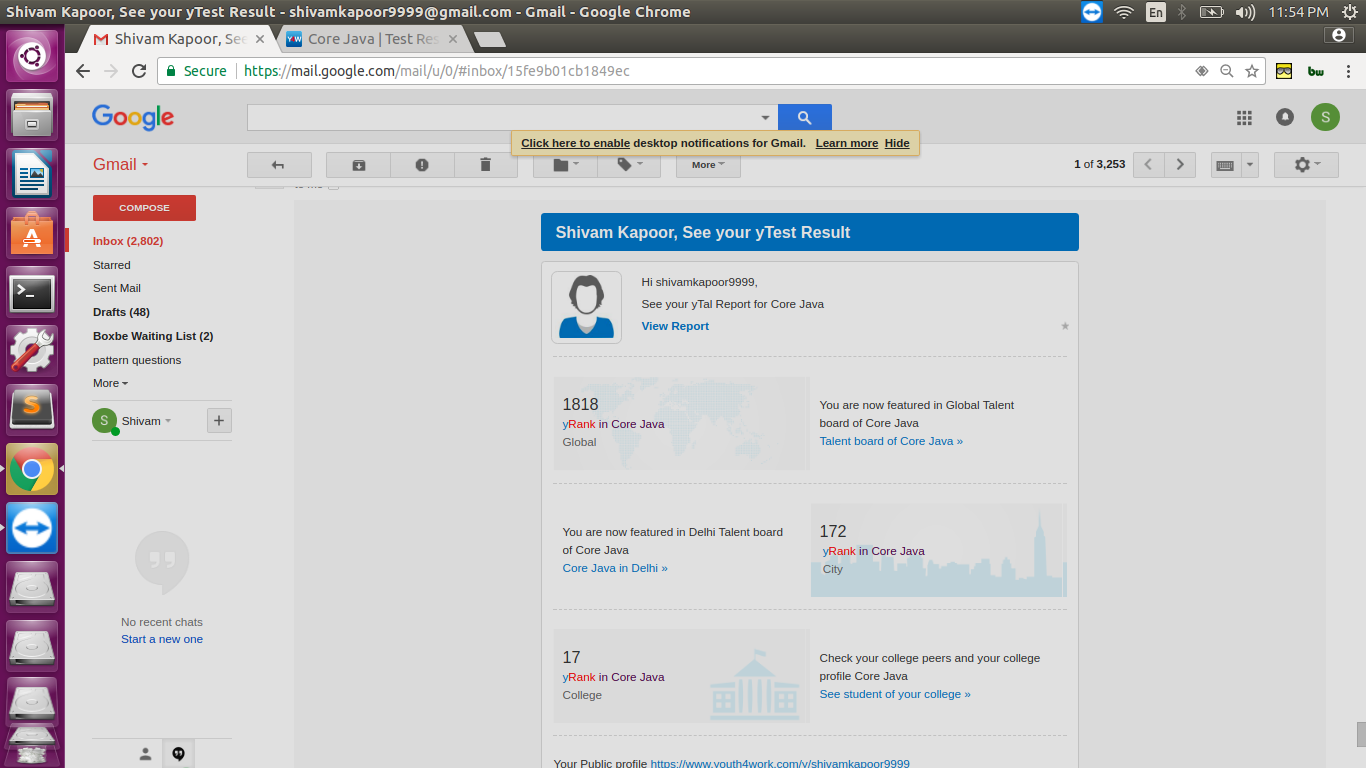 Shivam Kapoor, See your yTest Result - shivamkapoor9999@gmail.com - Gmail - Google Chrome
En
11:54 PM
Shivam Kapoor, See
Core Java | Test Res
Secure
https://mail.google.com/mail/u/0/#inbox/15fe9b01cb1849ec
bw
Google
S
Click here to enable desktop notifications for Gmail. Learn more Hide
Gmail
More
1 of 3,253
to me
COMPOSE
Inbox (2,802)
Starred
Sent Mail
Drafts (48)
Boxbe Waiting List (2)
pattern questions
More
S
Shivam
No recent chats
Start a new one
Shivam Kapoor, See your yTest Result
Hi shivamkapoor9999,
See your yTal Report for Core Java
View Report
1818
yRank in Core Java
Global
You are now featured in Global Talent
board of Core Java
Talent board of Core Java »
You are now featured in Delhi Talent board
of Core Java
Core Java in Delhi »
172
yRank in Core Java
City
17
yRank in Core Java
College
Check your college peers and your college
profile Core Java
See student of your college »
Your Public profile https://www.youth4work.com/y/shivamkapoor9999